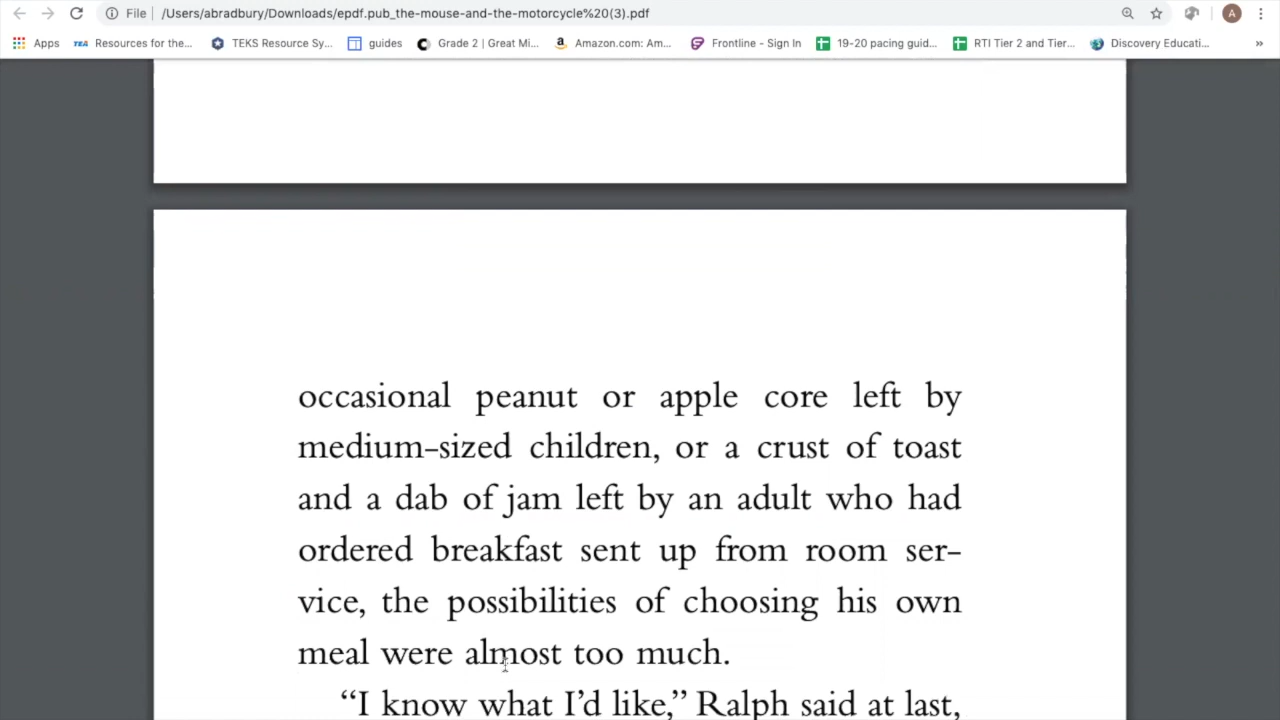 File /Users/abradbury/Downloads/epdf.pub_the-mouse-and-the-motorcycle%20(3).pdf
A
Apps TEA Resources for the... TEKS Resource Sy... guides Grade 2 | Great Mi... a Amazon.com: Am... Frontline - Sign In 19-20 pacing guid... RTI Tier 2 and Tier... Discovery Educati... »
occasional peanut or apple core left by
medium-sized children, or a crust of toast
and a dab of jam left by an adult who had
ordered breakfast sent up from room ser-
vice, the possibilities of choosing his own
meal were almost too much.
“I know what I’d like,” Ralph said at last,